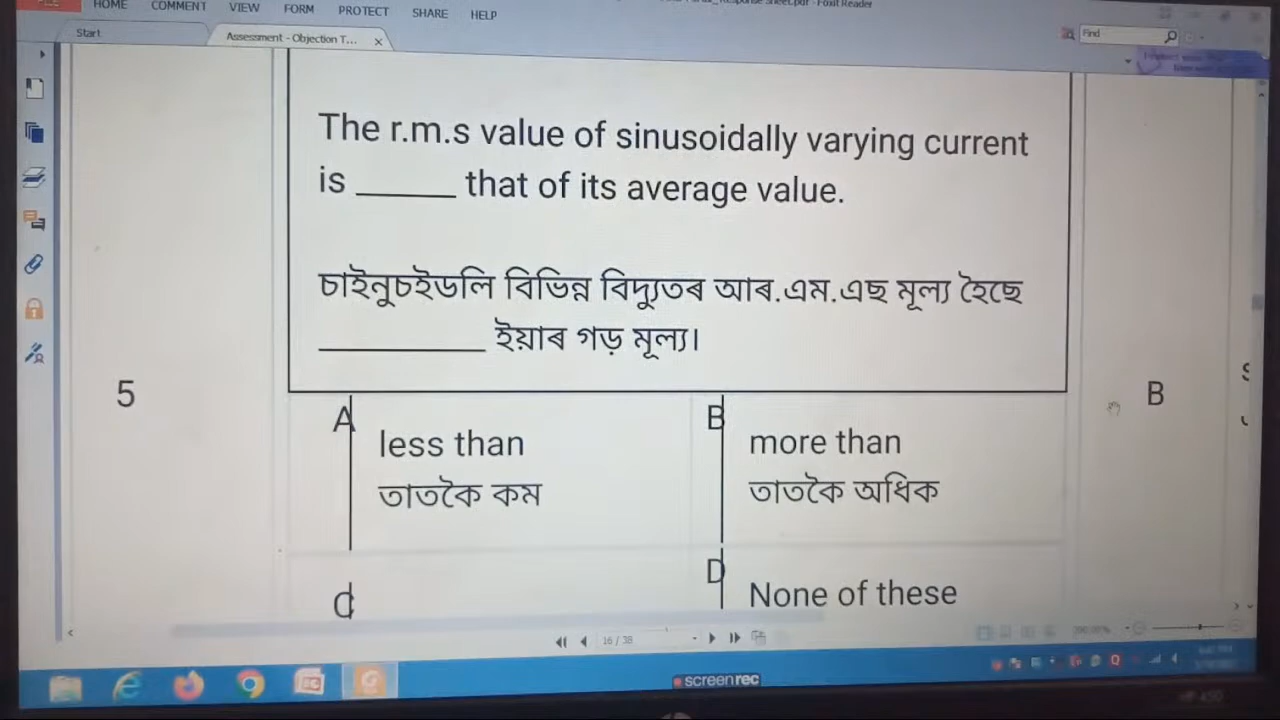 HOME COMMENT VIEW FORM PROTECT SHARE HELP
Start
Assessment - Objection T...
Find
The r.m.s value of sinusoidally varying current
is ______ that of its average value.
চাইনুচইডলি বিভিন্ন বিদ্যুতৰ আৰ.এম.এছ মূল্য হৈছে
__________ ইয়াৰ গড় মূল্য।
5
B
A
less than
তাতকৈ কম
B
more than
তাতকৈ অধিক
C
D
None of these
16 / 38
screenrec